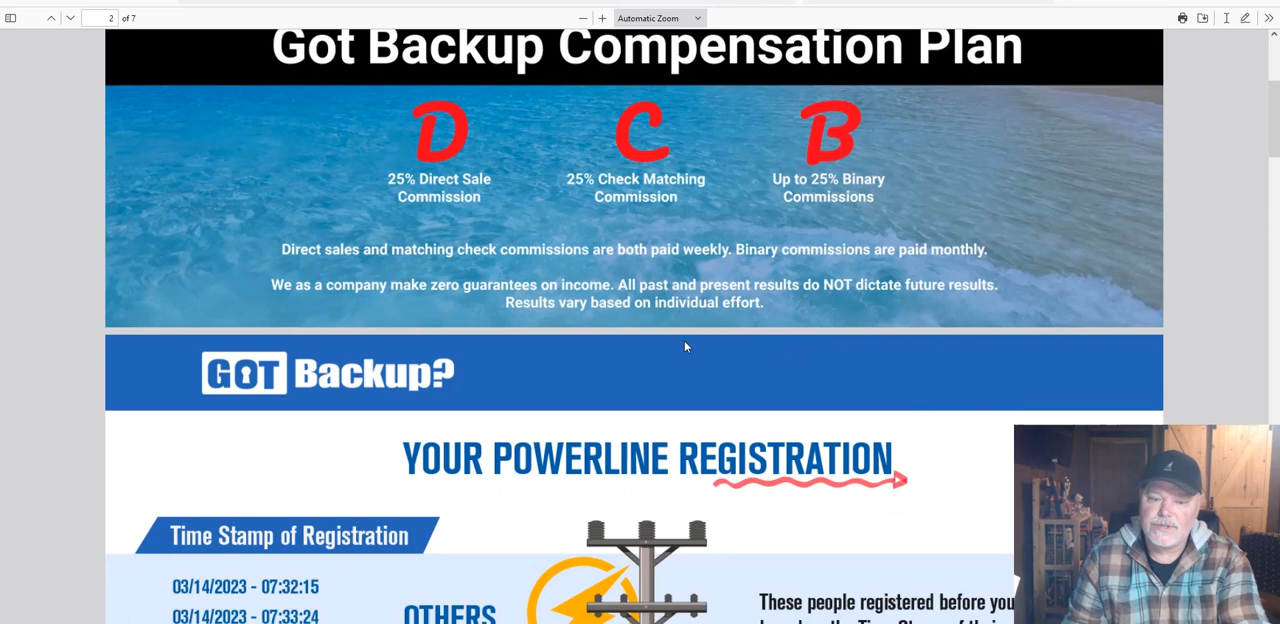 2 of 7
Automatic Zoom
Got Backup Compensation Plan
D C B
25% Direct Sale
Commission
25% Check Matching
Commission
Up to 25% Binary
Commissions
Direct sales and matching check commissions are both paid weekly. Binary commissions are paid monthly.
We as a company make zero guarantees on income. All past and present results do NOT dictate future results.
Results vary based on individual effort.
GOT Backup?
YOUR POWERLINE REGISTRATION
Time Stamp of Registration
03/14/2023 - 07:32:15
03/14/2023 - 07:33:24
OTHERS
These people registered before you